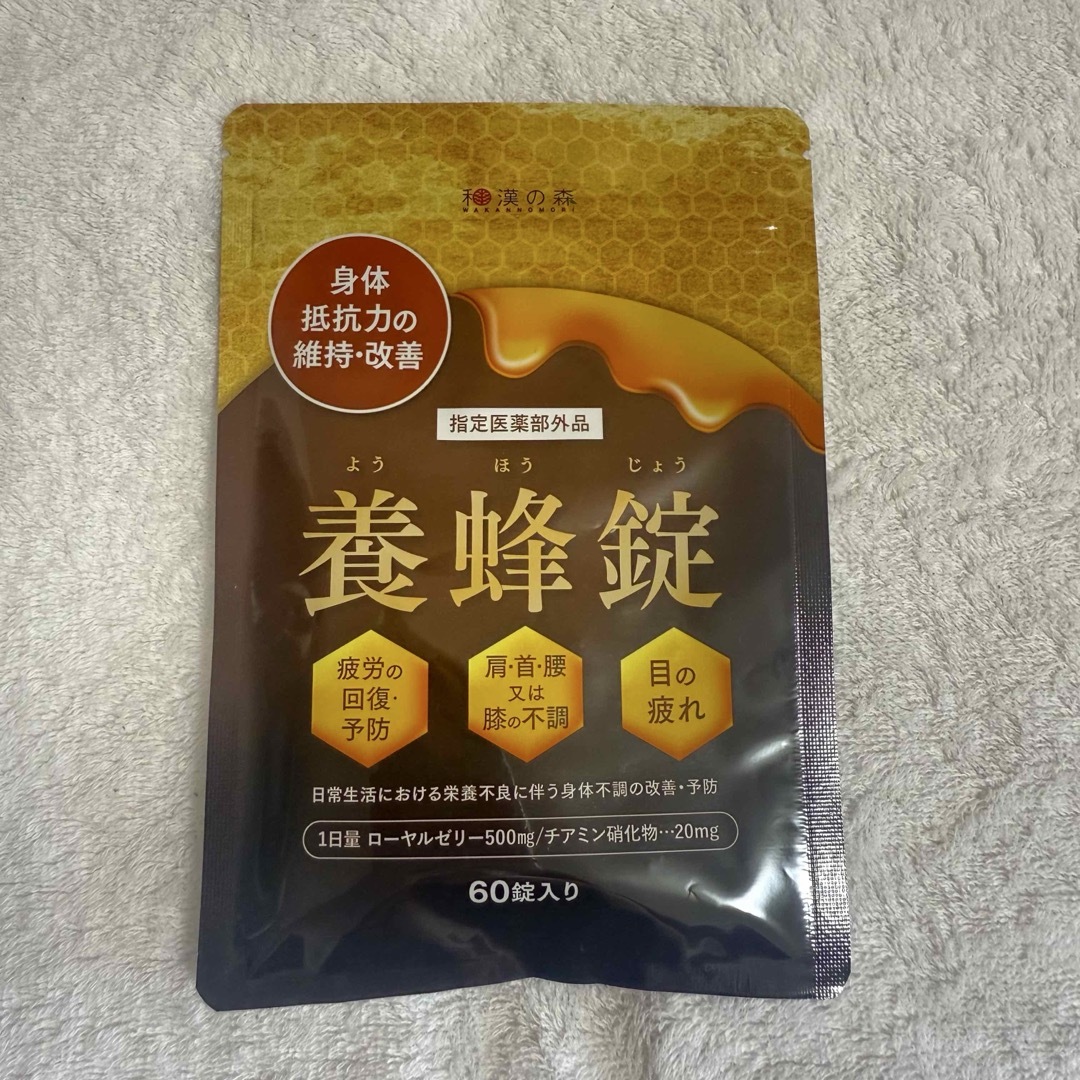 和漢の森
WAKANNOMORI
身体
抵抗力の
維持・改善
指定医薬部外品
よう ほう じょう
養蜂錠
疲労の
回復・
予防
肩・首・腰
又は
膝の不調
目の
疲れ
日常生活における栄養不良に伴う身体不調の改善・予防
1日量 ローヤルゼリー500㎎/チアミン硝化物…20mg
60錠入り